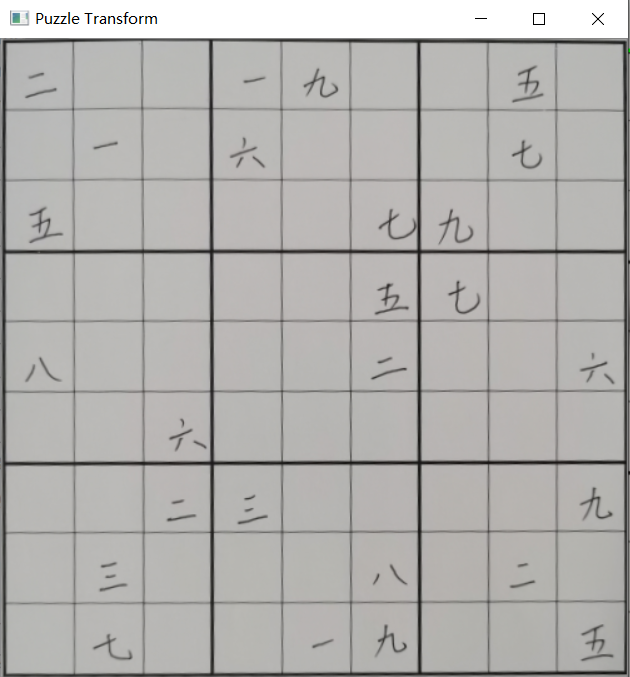 Puzzle Transform
二 一 九 五
一 六 七
五 七 九
五 七
八 二 六
六
二 三 九
三 八 二
七 一 九 五